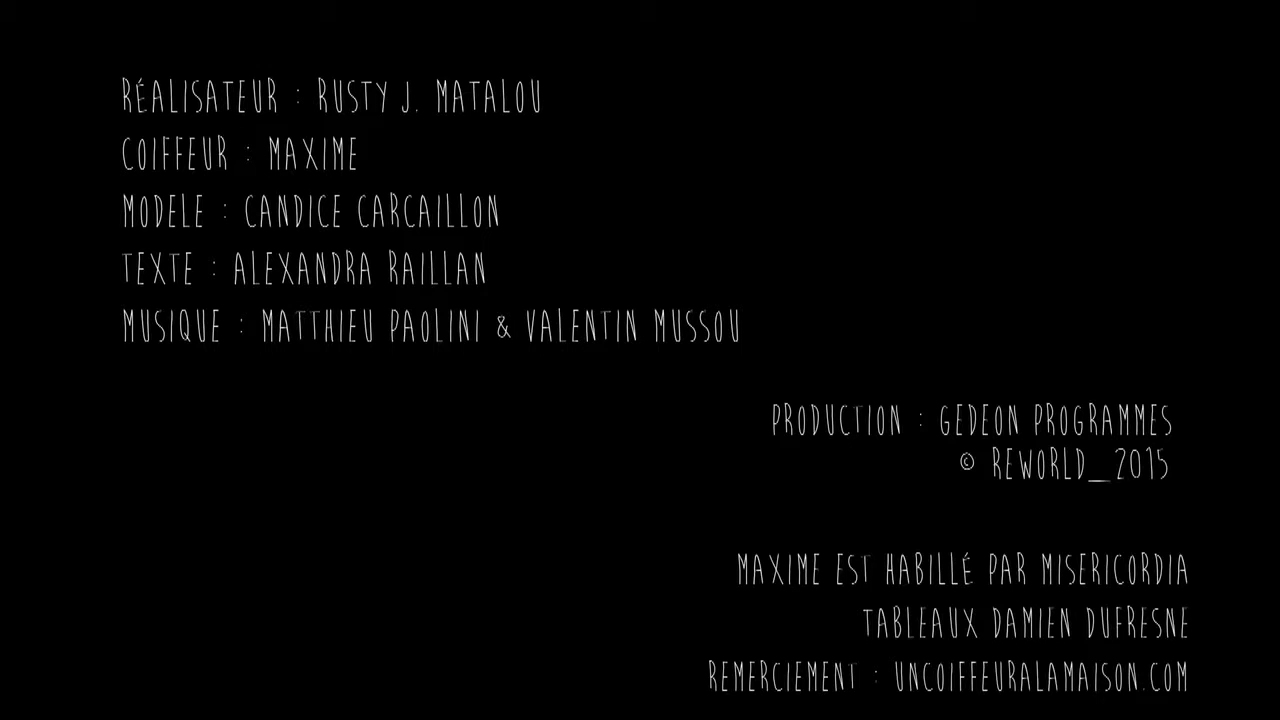 RÉALISATEUR : RUSTY J. MATALOU
COIFFEUR : MAXIME
MODELE : CANDICE CARCAILLON
TEXTE : ALEXANDRA RAILLAN
MUSIQUE : MATTHIEU PAOLINI & VALENTIN MUSSOU
PRODUCTION : GEDEON PROGRAMMES
© REWORLD_2015
MAXIME EST HABILLÉ PAR MISERICORDIA
TABLEAUX DAMIEN DUFRESNE
REMERCIEMENT : UNCOIFFEURALAMAISON.COM